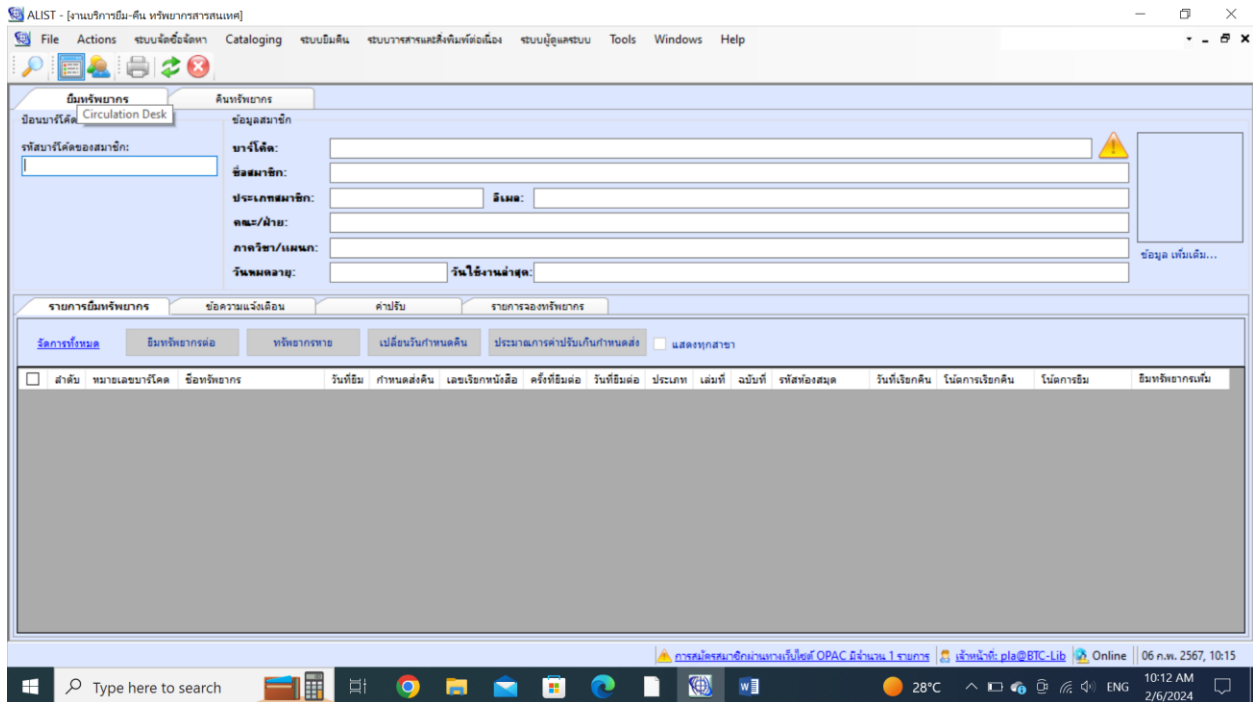 ALIST - [งานบริการยืม-คืน ทรัพยากรสารสนเทศ]
File Actions ระบบจัดซื้อจัดหา Cataloging ระบบยืมคืน ระบบวารสารและสิ่งพิมพ์ต่อเนื่อง ระบบผู้ดูแลระบบ Tools Windows Help
ยืมทรัพยากร คืนทรัพยากร
ป้อนบาร์โค้ด Circulation Desk ข้อมูลสมาชิก
รหัสบาร์โค้ดของสมาชิก: บาร์โค้ด:
ชื่อสมาชิก:
ประเภทสมาชิก: อีเมล:
คณะ/ฝ่าย:
ภาควิชา/แผนก:
ข้อมูล เพิ่มเติม...
วันหมดอายุ: วันใช้งานล่าสุด:
รายการยืมทรัพยากร ข้อความแจ้งเตือน ค่าปรับ รายการจองทรัพยากร
จัดการทั้งหมด ยืมทรัพยากรต่อ ทรัพยากรหาย เปลี่ยนวันกำหนดคืน ประมาณการค่าปรับเกินกำหนดส่ง แสดงทุกสาขา
ลำดับ หมายเลขบาร์โคด ชื่อทรัพยากร วันที่ยืม กำหนดส่งคืน เลขเรียกหนังสือ ครั้งที่ยืมต่อ วันที่ยืมต่อ ประเภท เล่มที่ ฉบับที่ รหัสห้องสมุด วันที่เรียกคืน โน้ตการเรียกคืน โน้ตการยืม ยืมทรัพยากรเพิ่ม
การสมัครสมาชิกผ่านทางเว็บไซต์ OPAC มีจำนวน 1 รายการ เจ้าหน้าที่: pla@BTC-Lib Online 06 ก.พ. 2567, 10:15
Type here to search 28°C ENG 10:12 AM
2/6/2024